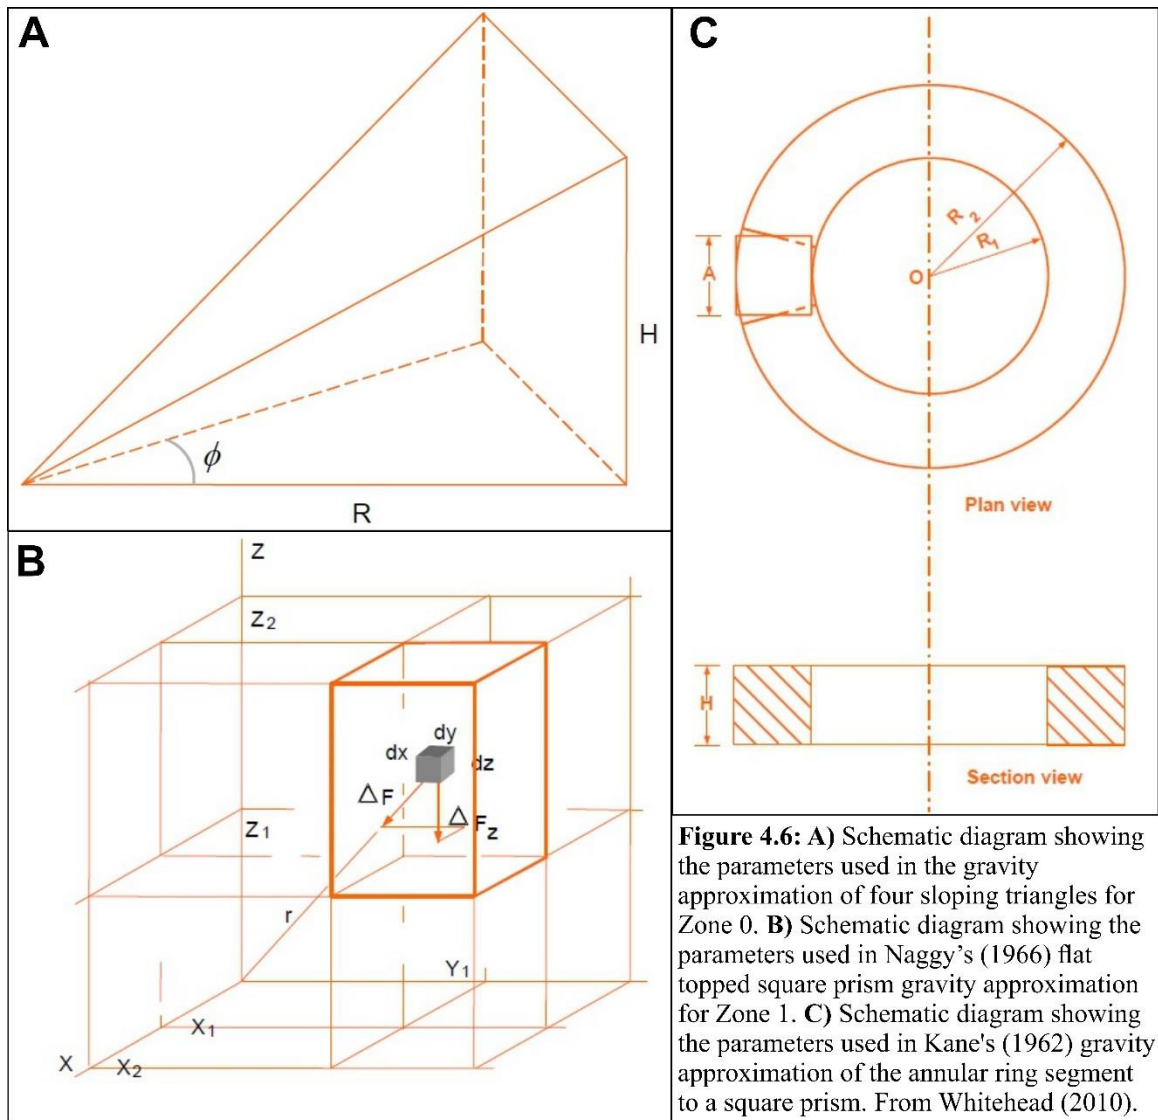 A
H
ϕ
R
B
Z
Z2
dy
dx
dz
△F
△Fz
Z1
r
Y1
X1
X
X2
C
R2
R1
A
O
Plan view
H
Section view
Figure 4.6: A) Schematic diagram showing
the parameters used in the gravity
approximation of four sloping triangles for
Zone 0. B) Schematic diagram showing the
parameters used in Naggy’s (1966) flat
topped square prism gravity approximation
for Zone 1. C) Schematic diagram showing
the parameters used in Kane's (1962) gravity
approximation of the annular ring segment
to a square prism. From Whitehead (2010).